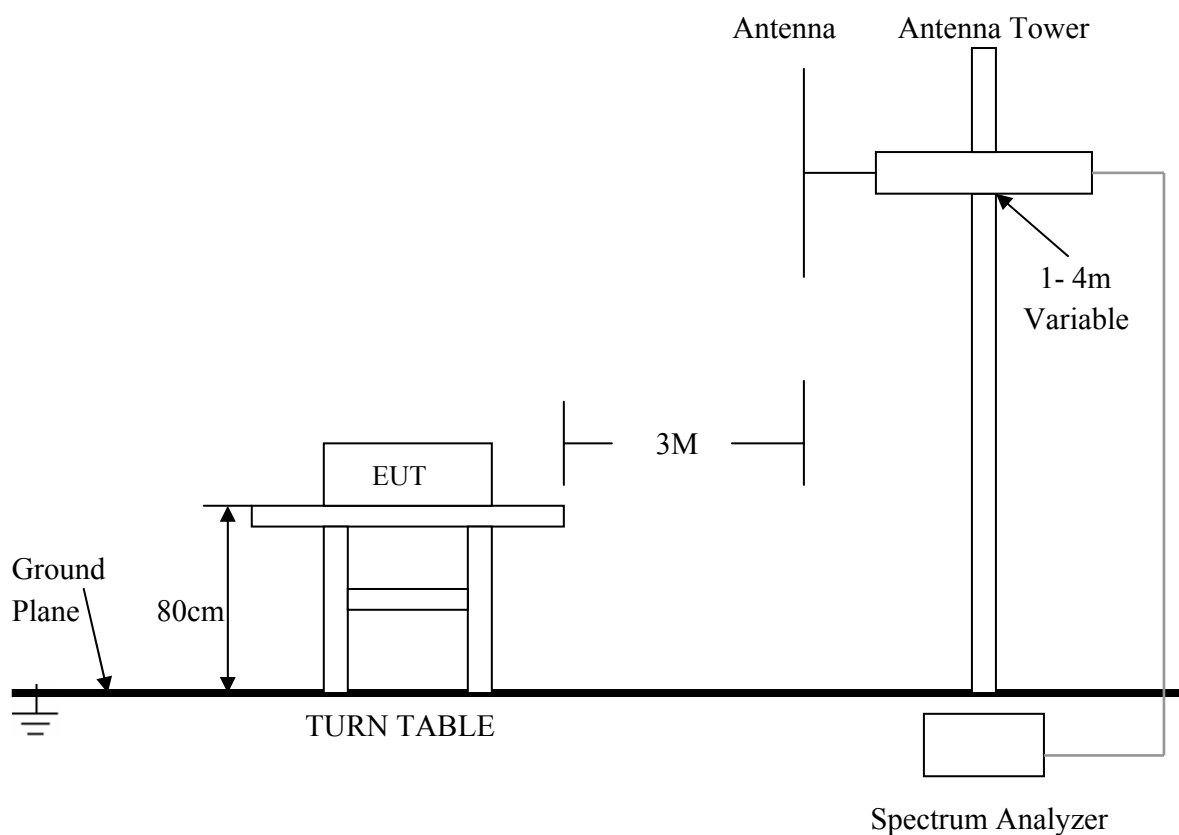 Antenna
Antenna Tower
1- 4m
Variable
3M
EUT
Ground
Plane
80cm
TURN TABLE
Spectrum Analyzer